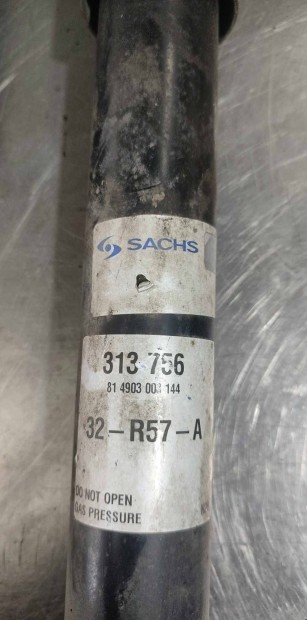 SACHS
313 756
81 4903 003 144
32-R57-A
DO NOT OPEN
GAS PRESSURE